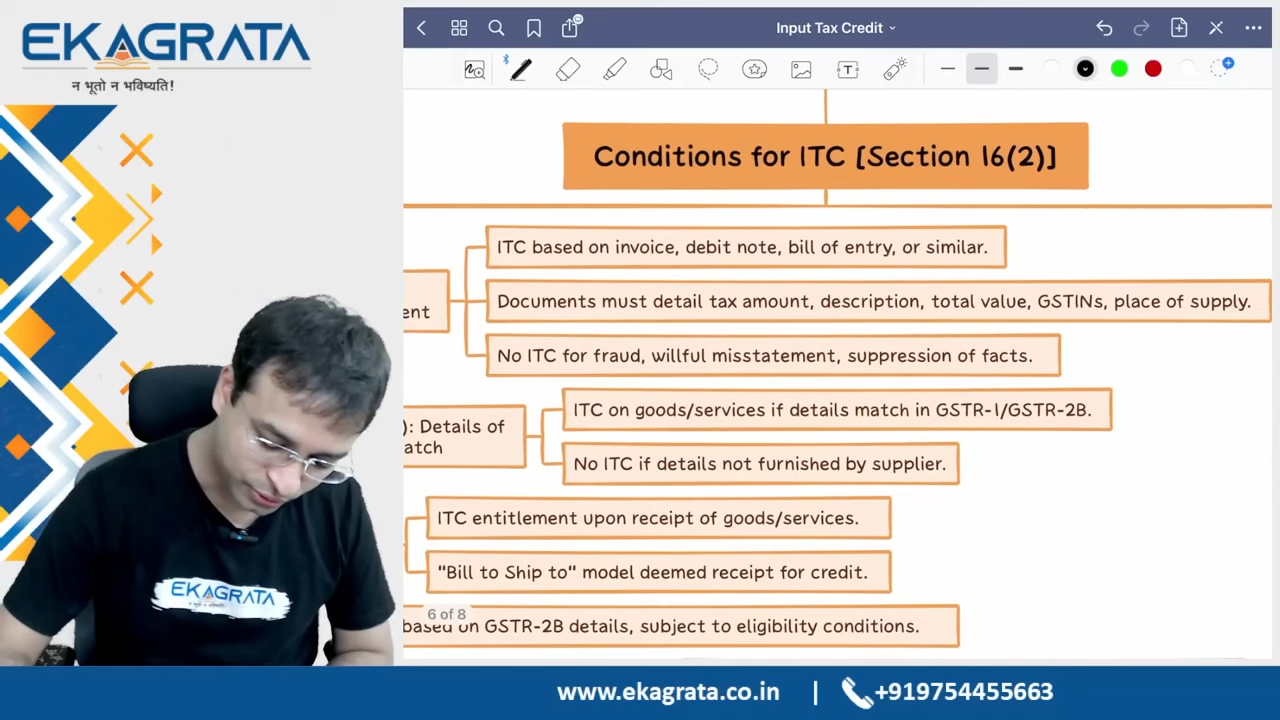 EKAGRATA
न भूतो न भविष्यति!
Input Tax Credit
Conditions for ITC [Section 16(2)]
ITC based on invoice, debit note, bill of entry, or similar.
Documents must detail tax amount, description, total value, GSTINs, place of supply.
ent
No ITC for fraud, willful misstatement, suppression of facts.
ITC on goods/services if details match in GSTR-1/GSTR-2B.
): Details of
atch
No ITC if details not furnished by supplier.
ITC entitlement upon receipt of goods/services.
"Bill to Ship to" model deemed receipt for credit.
6 of 8
based on GSTR-2B details, subject to eligibility conditions.
EKAGRATA
www.ekagrata.co.in | +919754455663